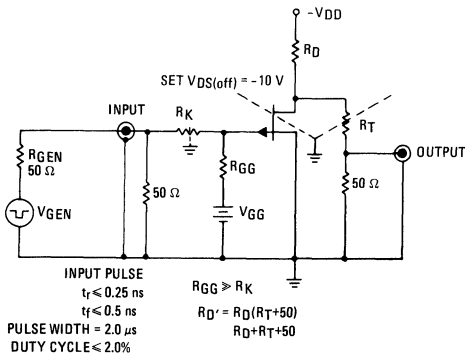 -VDD
RD
SET VDS(off) = -10 V
INPUT
RK
RT
OUTPUT
RGEN
50 Ω
RGG
50 Ω
50 Ω
VGEN
VGG
INPUT PULSE
tr ⩽ 0.25 ns
tf ⩽ 0.5 ns
PULSE WIDTH = 2.0 μs
DUTY CYCLE ⩽ 2.0%
RGG ⩾ RK
RD' = RD(RT+50)
RD+RT+50